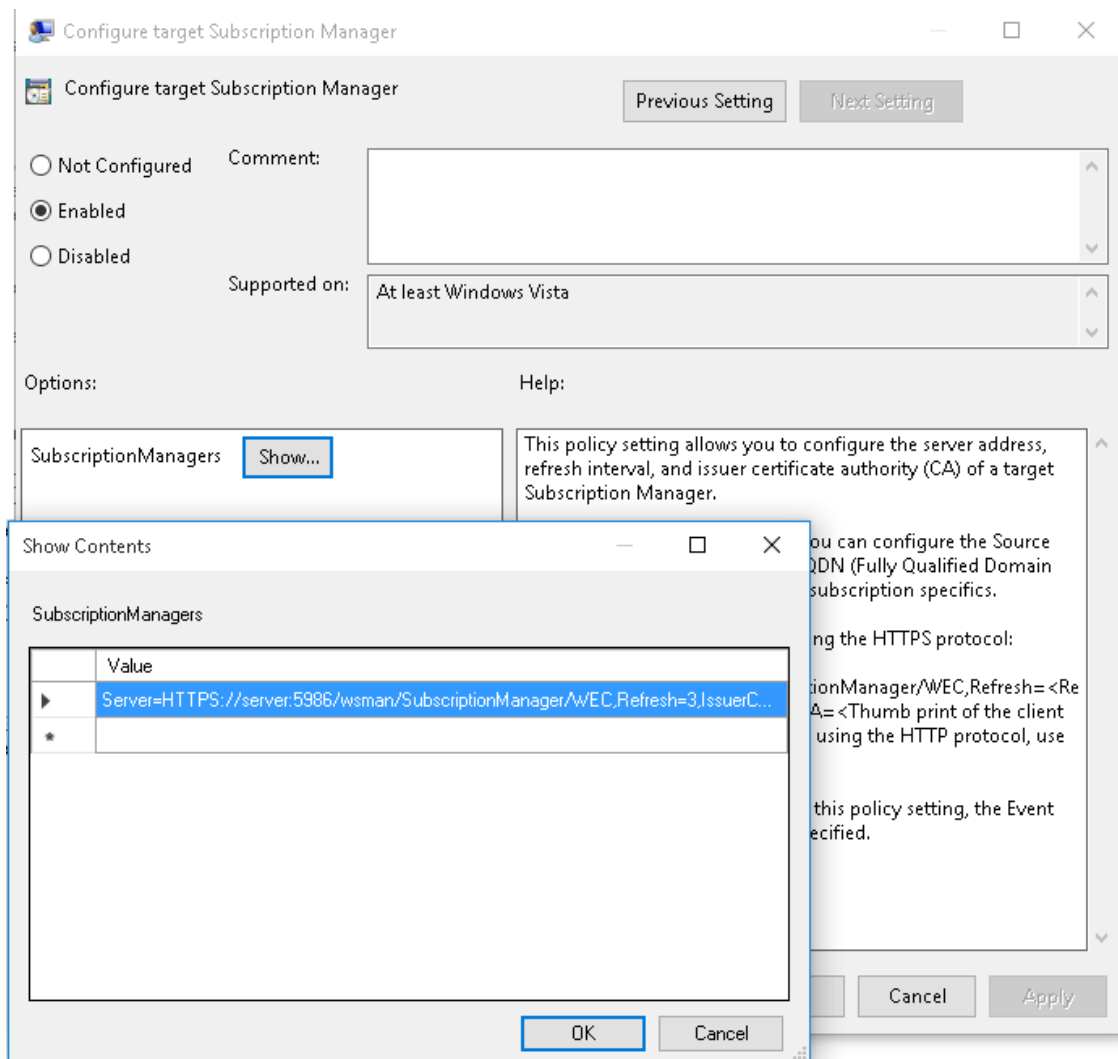 Configure target Subscription Manager
Configure target Subscription Manager
Previous Setting
Next Setting
Not Configured
Comment:
Enabled
Disabled
Supported on:
At least Windows Vista
Options:
Help:
SubscriptionManagers
Show...
This policy setting allows you to configure the server address,
refresh interval, and issuer certificate authority (CA) of a target
Subscription Manager.
ou can configure the Source
QDN (Fully Qualified Domain
subscription specifics.
ng the HTTPS protocol:
tionManager/WEC,Refresh=<Re
A=<Thumb print of the client
using the HTTP protocol, use
this policy setting, the Event
ecified.
Cancel
Apply
Show Contents
SubscriptionManagers
Value
Server=HTTPS://server:5986/wsman/SubscriptionManager/WEC,Refresh=3,IssuerC...
*
OK
Cancel